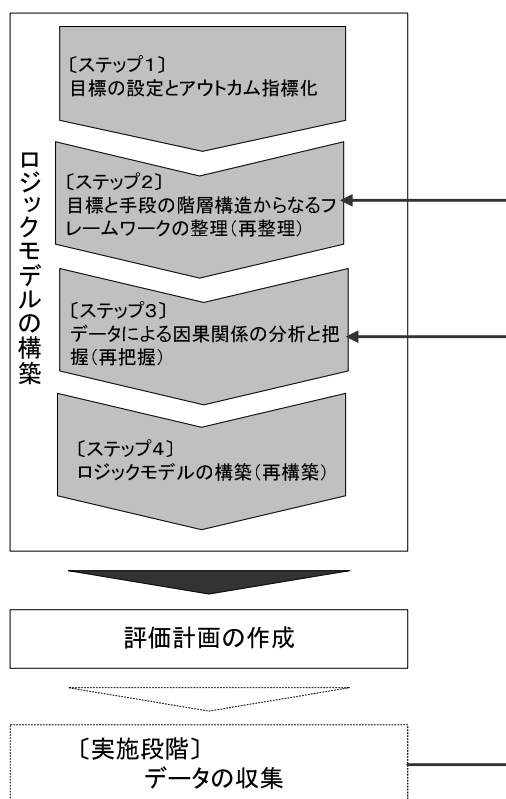 ロジックモデルの構築
〔ステップ１〕
目標の設定とアウトカム指標化
〔ステップ２〕
目標と手段の階層構造からなるフ
レームワークの整理（再整理）
〔ステップ３〕
データによる因果関係の分析と把
握（再把握）
〔ステップ４〕
ロジックモデルの構築（再構築）
評価計画の作成
〔実施段階〕
データの収集